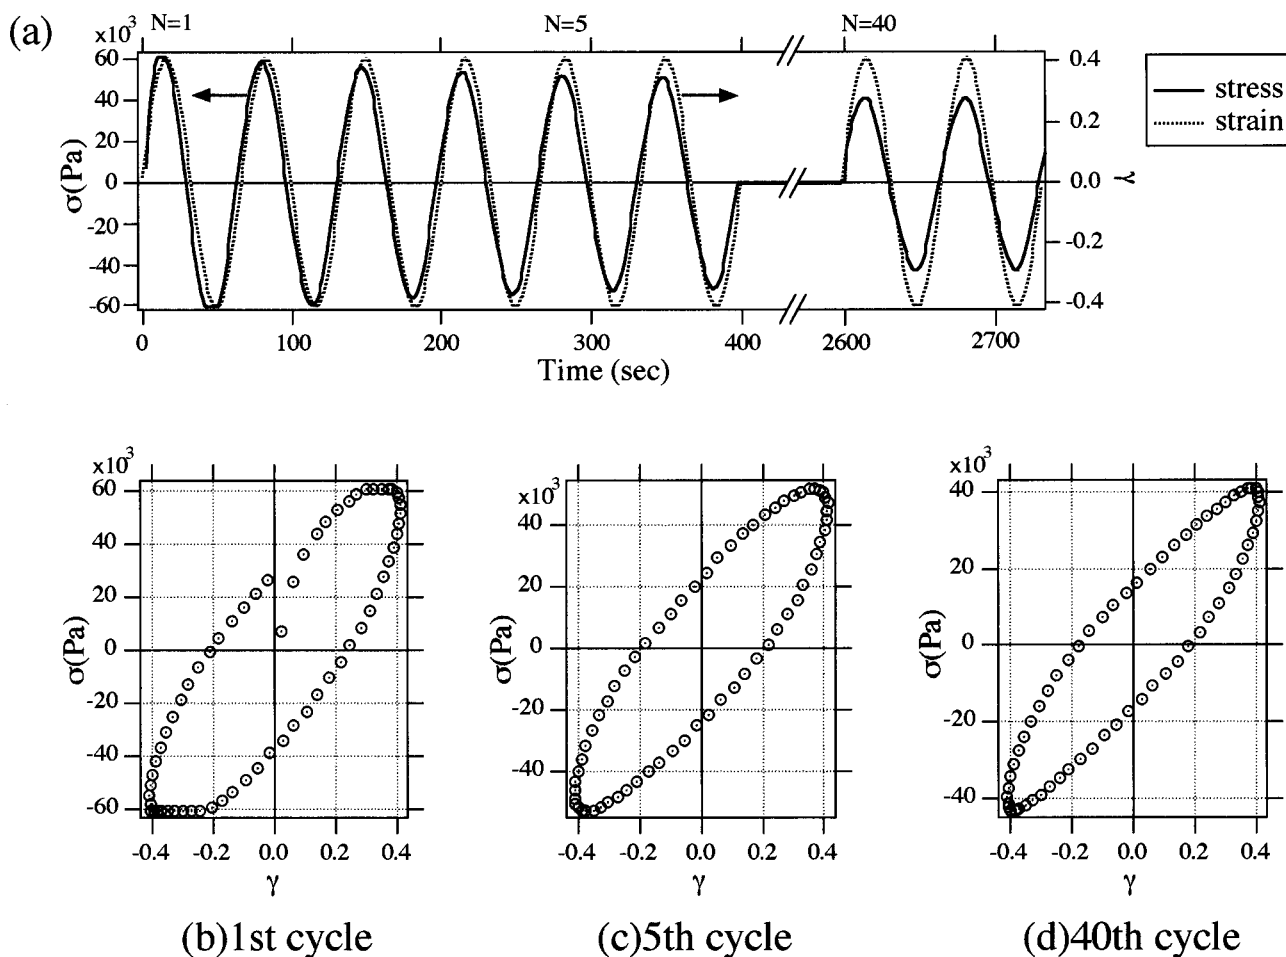 (a)
N=1 N=5 N=40
x10³
60
40
20
0
-20
-40
-60
σ(Pa)
0.4
0.2
0.0
-0.2
-0.4
γ
stress
strain
0 100 200 300 400 2600 2700
Time (sec)
x10³
60
40
20
0
-20
-40
-60
σ(Pa)
-0.4 -0.2 0.0 0.2 0.4
γ
(b)1st cycle
x10³
40
20
0
-20
-40
σ(Pa)
-0.4 -0.2 0.0 0.2 0.4
γ
(c)5th cycle
x10³
40
20
0
-20
-40
σ(Pa)
-0.4 -0.2 0.0 0.2 0.4
γ
(d)40th cycle